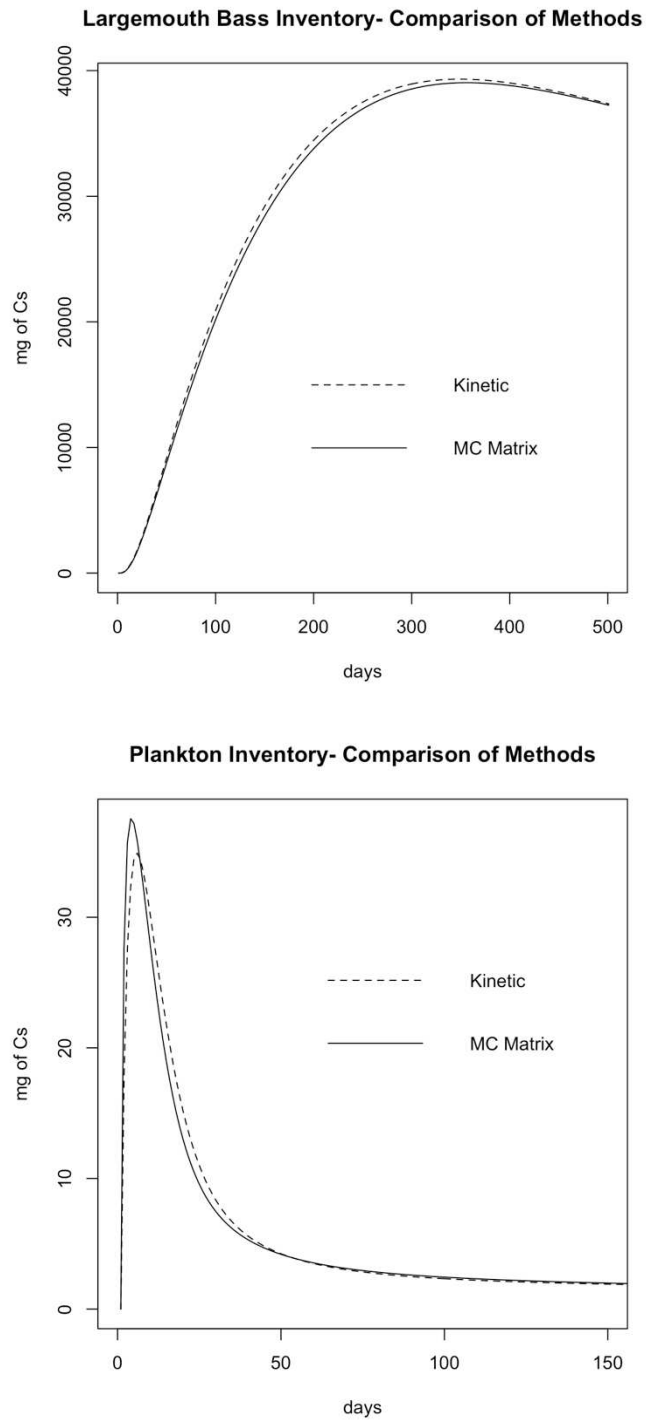 Largemouth Bass Inventory- Comparison of Methods
40000
30000
20000
10000
0
mg of Cs
Kinetic
MC Matrix
0 100 200 300 400 500
days
Plankton Inventory- Comparison of Methods
30
20
10
0
mg of Cs
Kinetic
MC Matrix
0 50 100 150
days